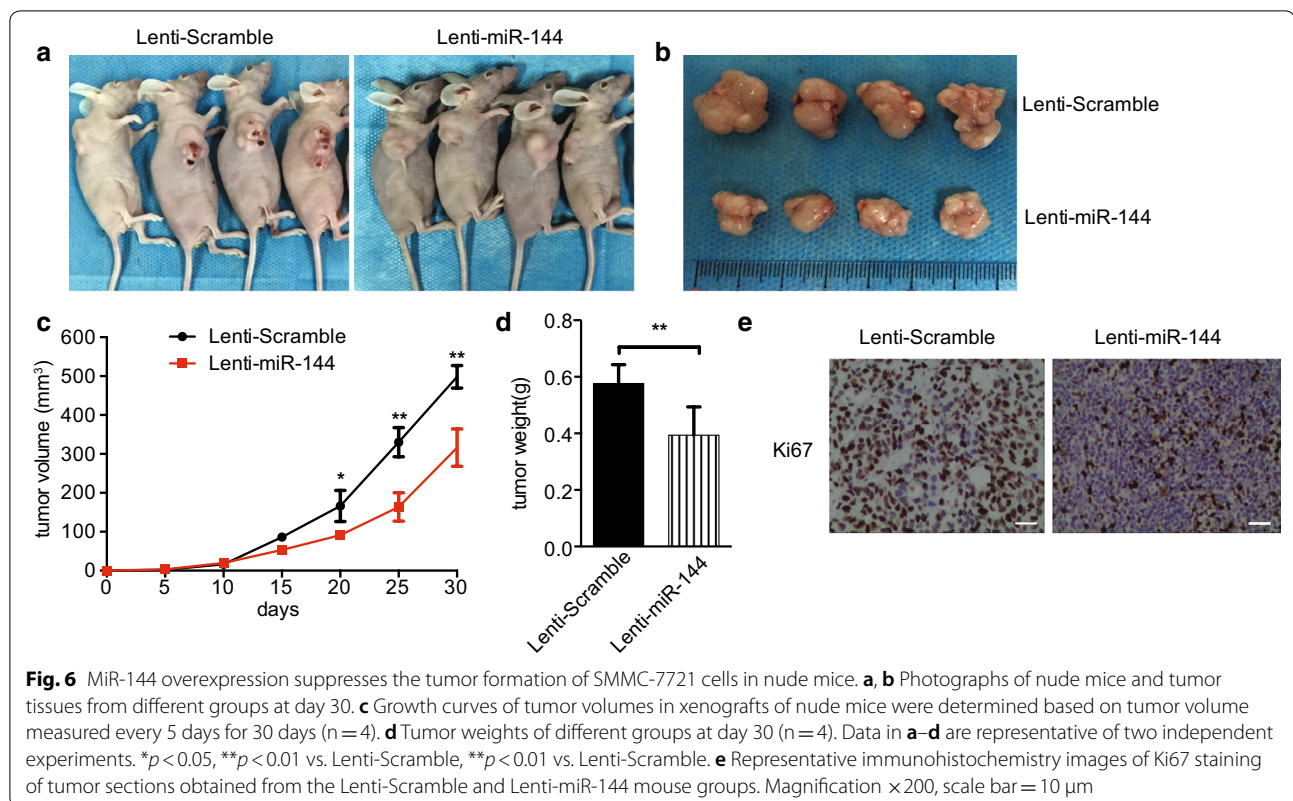 Lenti-Scramble
Lenti-miR-144
a
b
Lenti-Scramble
Lenti-miR-144
c
Lenti-Scramble
Lenti-miR-144
tumor volume (mm³)
600
500
400
300
200
100
0
0 5 10 15 20 25 30
days
*
**
**
d
tumor weight(g)
0.8
0.6
0.4
0.2
0.0
**
Lenti-Scramble
Lenti-miR-144
e
Lenti-Scramble
Lenti-miR-144
Ki67
Fig. 6 MiR-144 overexpression suppresses the tumor formation of SMMC-7721 cells in nude mice. a, b Photographs of nude mice and tumor
tissues from different groups at day 30. c Growth curves of tumor volumes in xenografts of nude mice were determined based on tumor volume
measured every 5 days for 30 days (n = 4). d Tumor weights of different groups at day 30 (n = 4). Data in a–d are representative of two independent
experiments. *p < 0.05, **p < 0.01 vs. Lenti-Scramble, **p < 0.01 vs. Lenti-Scramble. e Representative immunohistochemistry images of Ki67 staining
of tumor sections obtained from the Lenti-Scramble and Lenti-miR-144 mouse groups. Magnification ×200, scale bar = 10 μm